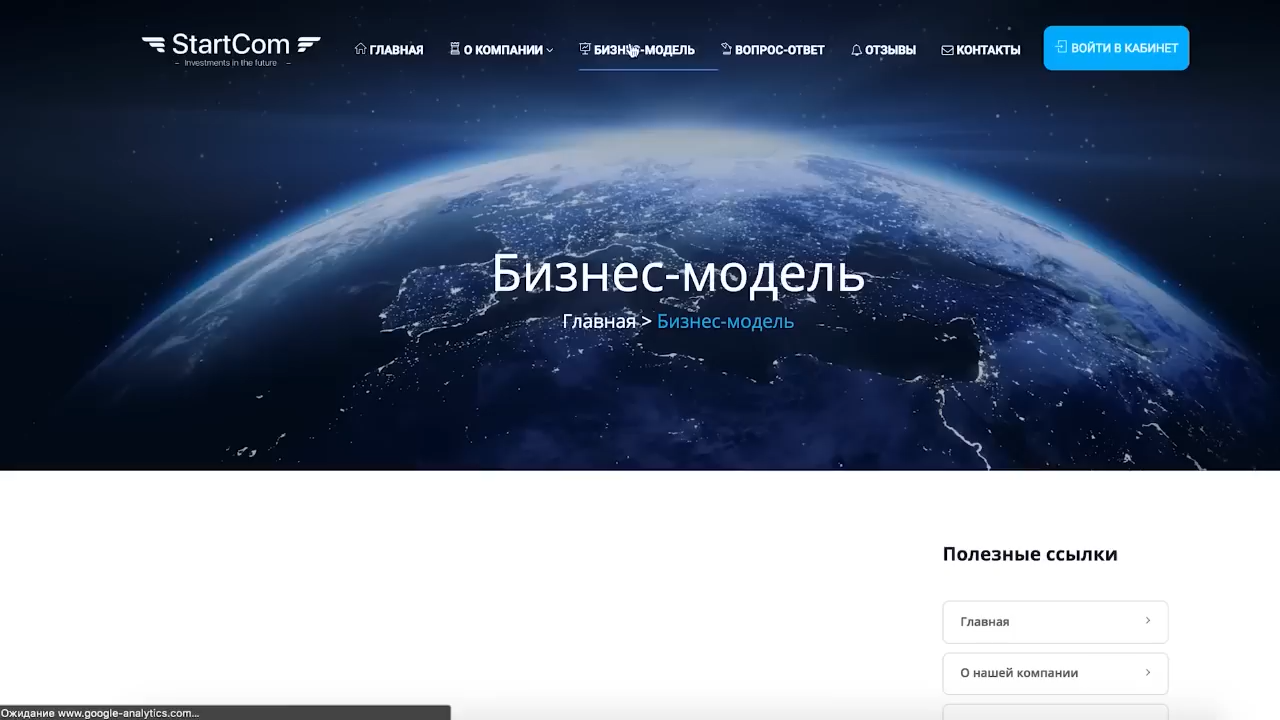 StartCom
– Investments in the future –
ГЛАВНАЯ
О КОМПАНИИ
БИЗНЕС-МОДЕЛЬ
ВОПРОС-ОТВЕТ
ОТЗЫВЫ
КОНТАКТЫ
ВОЙТИ В КАБИНЕТ
Бизнес-модель
Главная > Бизнес-модель
Полезные ссылки
Главная
О нашей компании
Ожидание www.google-analytics.com...